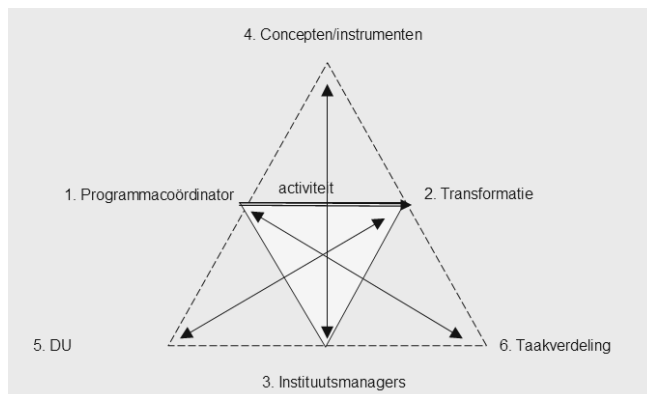 4. Concepten/instrumenten
1. Programmacoördinator
activiteit
2. Transformatie
5. DU
6. Taakverdeling
3. Instituutsmanagers